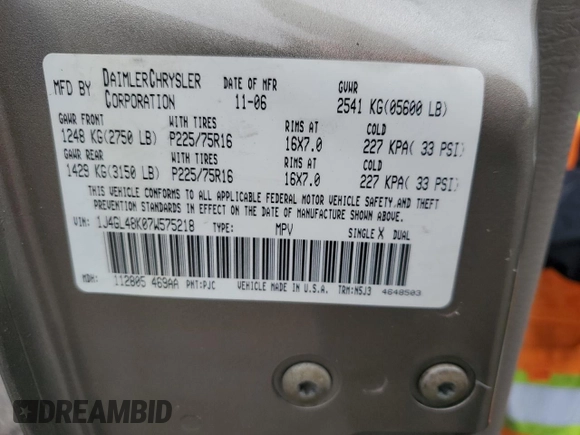 MFD BY DAIMLERCHRYSLER CORPORATION DATE OF MFR 11-06 GVWR 2541 KG(05600 LB)
GAWR FRONT WITH TIRES RIMS AT COLD
1248 KG(2750 LB) P225/75R16 16X7.0 227 KPA( 33 PSI)
GAWR REAR WITH TIRES RIMS AT COLD
1429 KG(3150 LB) P225/75R16 16X7.0 227 KPA( 33 PSI)
THIS VEHICLE CONFORMS TO ALL APPLICABLE FEDERAL MOTOR VEHICLE SAFETY, AND THEFT
PREVENTION STANDARDS IN EFFECT ON THE DATE OF MANUFACTURE SHOWN ABOVE.
VIN: 1J4GL48K07W575218 TYPE: MPV SINGLE X DUAL
MDH: 112805 469AA PNT:PJC VEHICLE MADE IN U.S.A. TRM:N5J3 4648503
DREAMBID